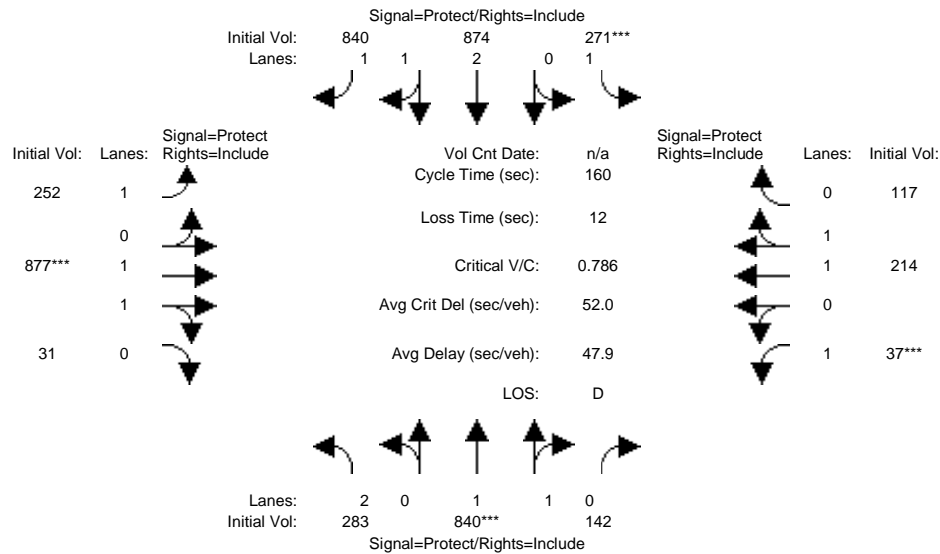 Signal=Protect/Rights=Include
Initial Vol: 840 874 271***
Lanes: 1 1 2 0 1
Signal=Protect
Initial Vol: Lanes: Rights=Include
Vol Cnt Date: n/a
Signal=Protect
Rights=Include Lanes: Initial Vol:
Cycle Time (sec): 160
252 1
0 117
Loss Time (sec): 12
0
1
877*** 1
Critical V/C: 0.786
1 214
1
Avg Crit Del (sec/veh): 52.0
0
31 0
Avg Delay (sec/veh): 47.9
1 37***
LOS: D
Lanes: 2 0 1 1 0
Initial Vol: 283 840*** 142
Signal=Protect/Rights=Include